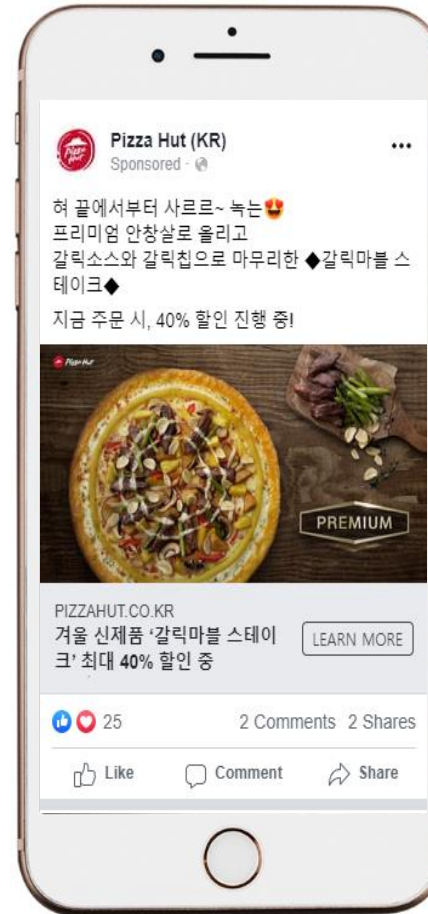 Pizza Hut (KR)
Sponsored ·
혀 끝에서부터 사르르~ 녹는😍
프리미엄 안창살로 올리고
갈릭소스와 갈릭칩으로 마무리한 ◆갈릭마블 스
테이크◆
지금 주문 시, 40% 할인 진행 중!
Pizza Hut
PREMIUM
PIZZAHUT.CO.KR
겨울 신제품 ‘갈릭마블 스테이
크’ 최대 40% 할인 중
LEARN MORE
25
2 Comments 2 Shares
Like
Comment
Share